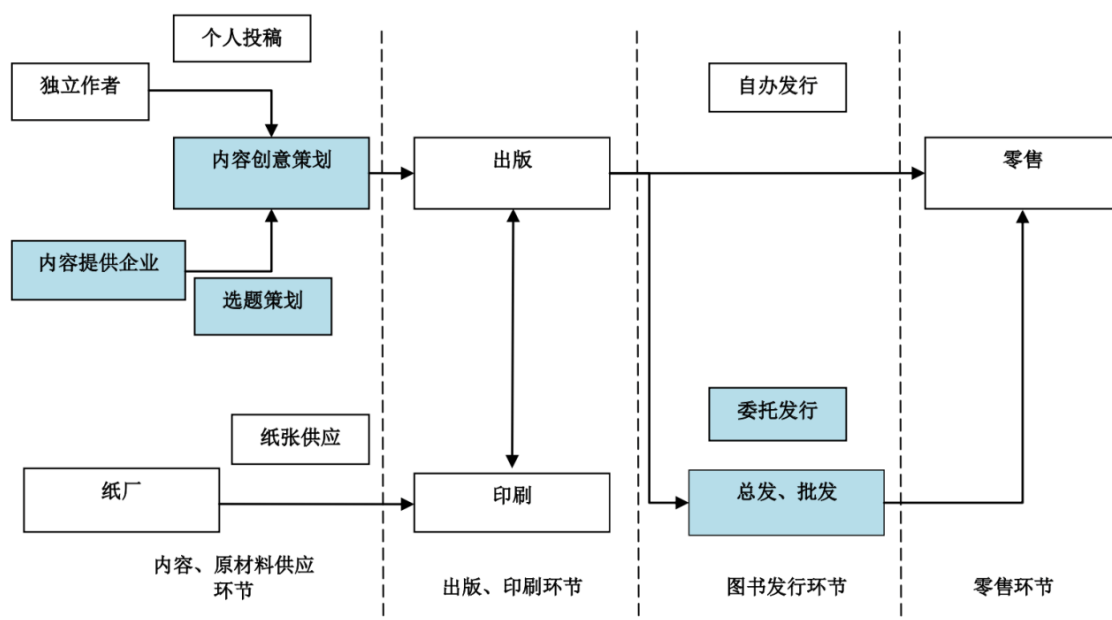 个人投稿
独立作者
自办发行
内容创意策划
出版
零售
内容提供企业
选题策划
委托发行
纸张供应
纸厂
印刷
总发、批发
内容、原材料供应
环节
出版、印刷环节
图书发行环节
零售环节